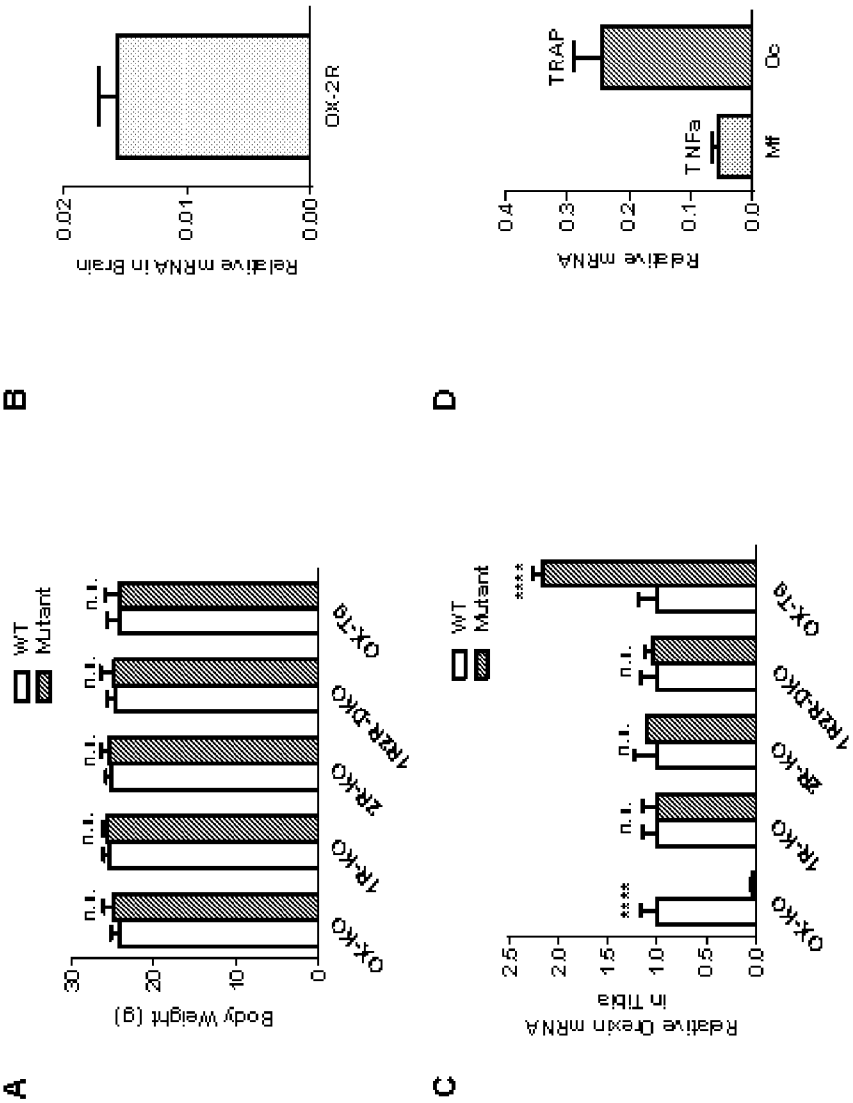 A
Body Weight (g)
30
20
10
0
WT
Mutant
n.s.
n.s.
n.s.
n.s.
n.s.
OX-KO
1R-KO
2R-KO
1R2R-DKO
OX-Tg
B
Relative mRNA in Brain
0.02
0.01
0.00
OX-2R
C
Relative Orexin mRNA
in Tibia
2.5
2.0
1.5
1.0
0.5
0.0
WT
Mutant
****
n.s.
n.s.
n.s.
****
OX-KO
1R-KO
2R-KO
1R2R-DKO
OX-Tg
D
Relative mRNA
0.4
0.3
0.2
0.1
0.0
TNFa
TRAP
Mf
Oc